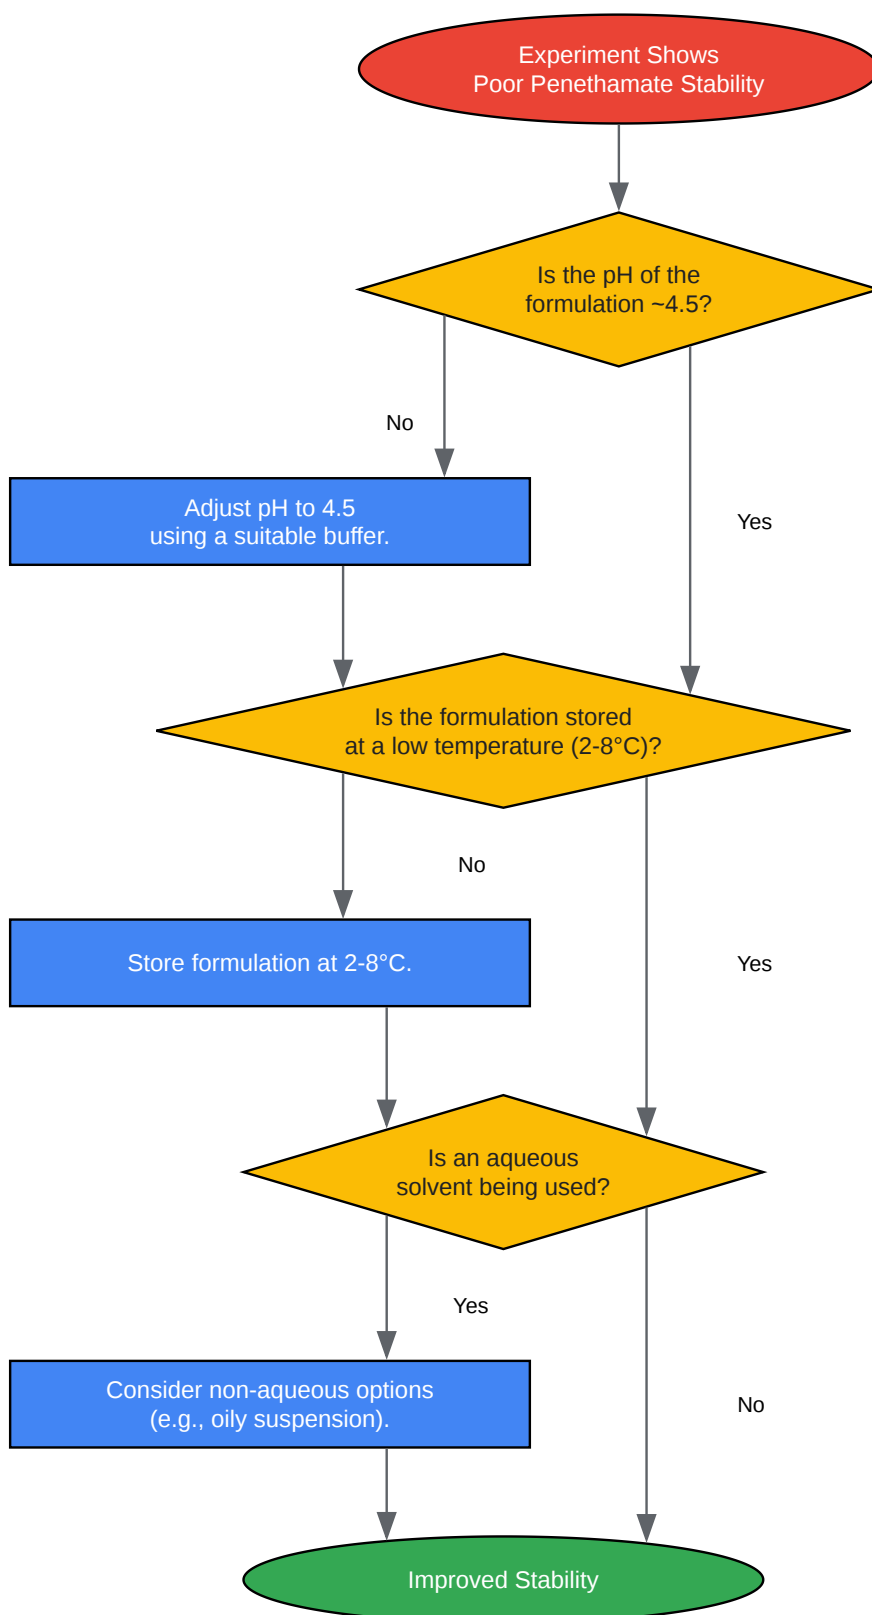 Experiment Shows
Poor Penethamate Stability
Is the pH of the
formulation ~4.5?
No
Adjust pH to 4.5
using a suitable buffer.
Yes
Is the formulation stored
at a low temperature (2-8°C)?
No
Store formulation at 2-8°C.
Yes
Is an aqueous
solvent being used?
Yes
Consider non-aqueous options
(e.g., oily suspension).
No
Improved Stability